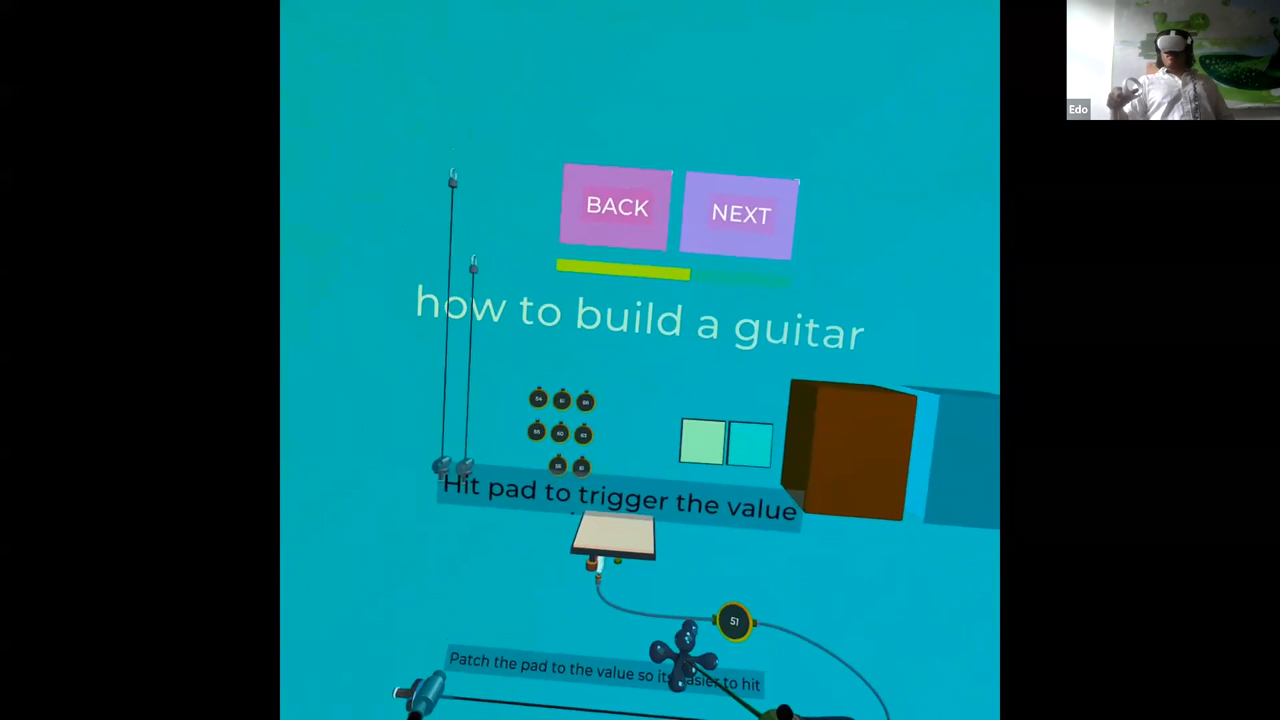 Edo
BACK NEXT
how to build a guitar
Hit pad to trigger the value
51
Patch the pad to the value so its easier to hit